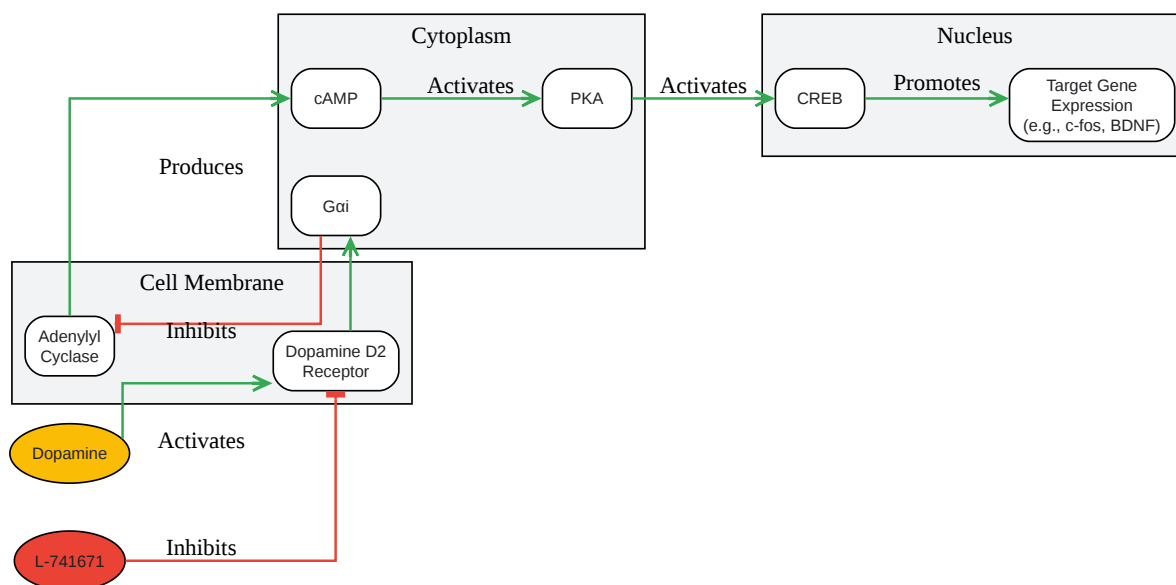 Cytoplasm
Nucleus
cAMP
Activates
PKA
Activates
CREB
Promotes
Target Gene
Expression
(e.g., c-fos, BDNF)
Produces
Gαi
Cell Membrane
Inhibits
Adenylyl
Cyclase
Dopamine D2
Receptor
Activates
Dopamine
Inhibits
L-741671